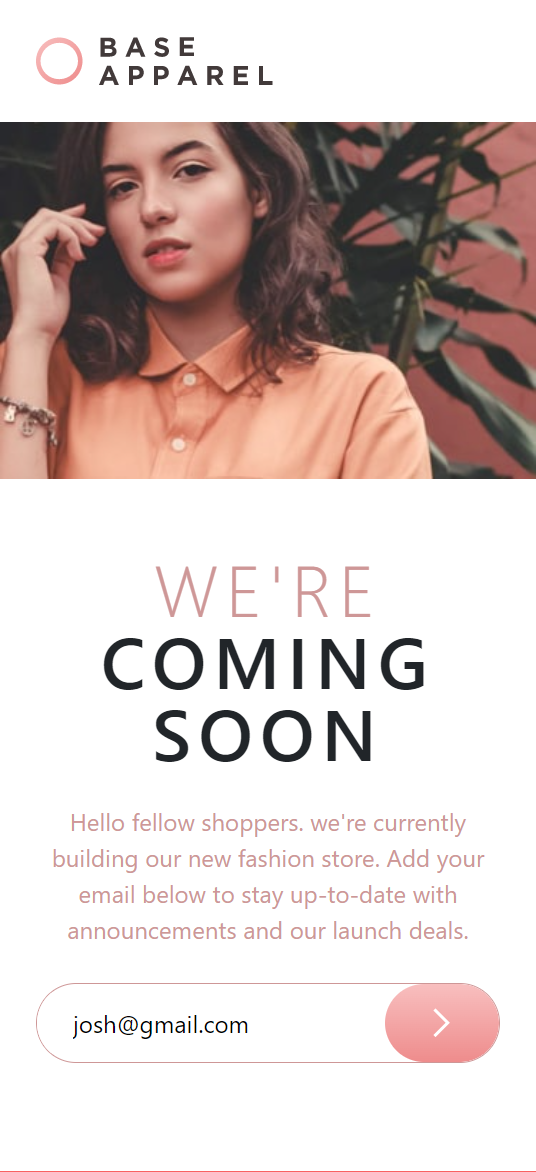 BASE
APPAREL
WE'RE
COMING
SOON
Hello fellow shoppers. we're currently
building our new fashion store. Add your
email below to stay up-to-date with
announcements and our launch deals.
josh@gmail.com